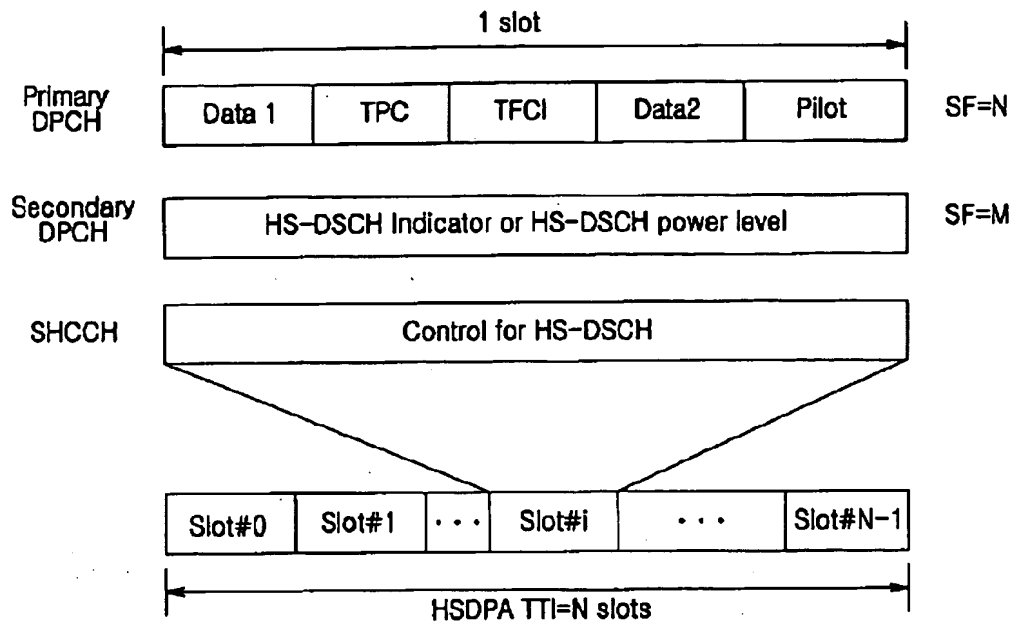 1 slot
Primary
DPCH
Data 1
TPC
TFCI
Data2
Pilot
SF=N
Secondary
DPCH
HS-DSCH Indicator or HS-DSCH power level
SF=M
SHCCH
Control for HS-DSCH
Slot#0
Slot#1
···
Slot#i
···
Slot#N-1
HSDPA TTI=N slots